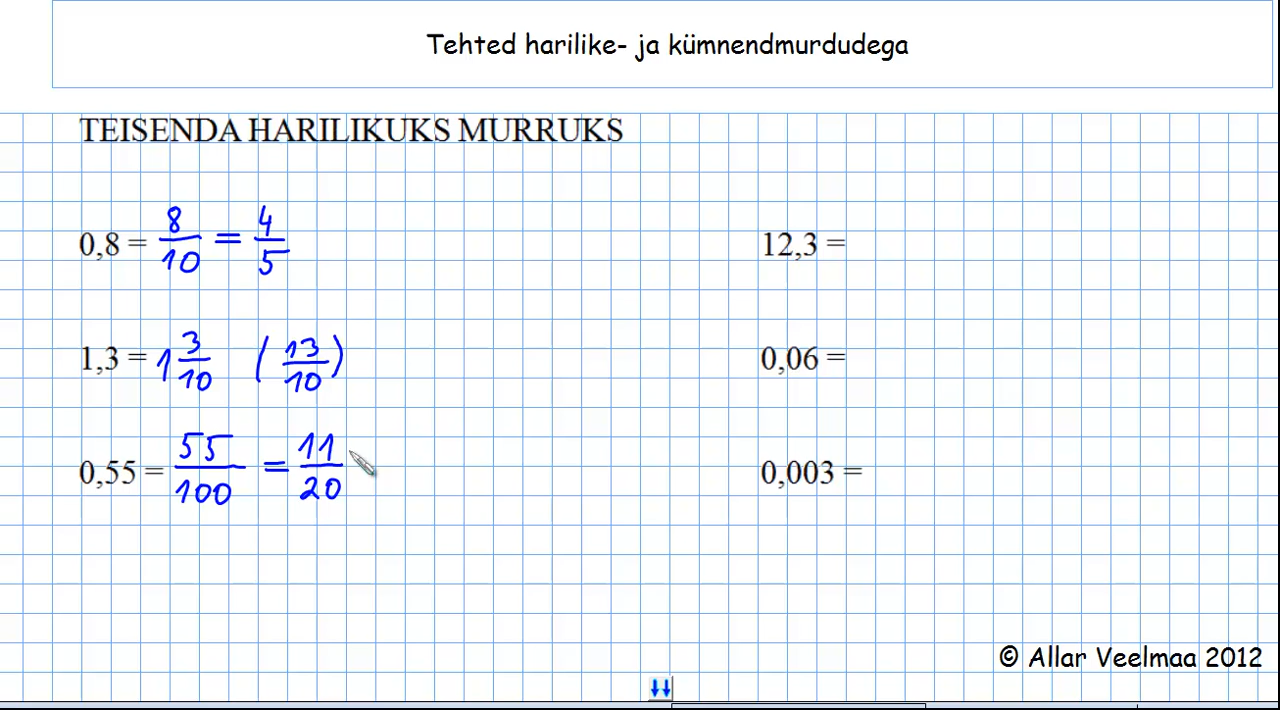 Tehted harilike- ja kümnendmurdudega
TEISENDA HARILIKUKS MURRUKS
0,8 = 8/10 = 4/5
1,3 = 1 3/10 (13/10)
0,55 = 55/100 = 11/20
12,3 =
0,06 =
0,003 =
© Allar Veelmaa 2012